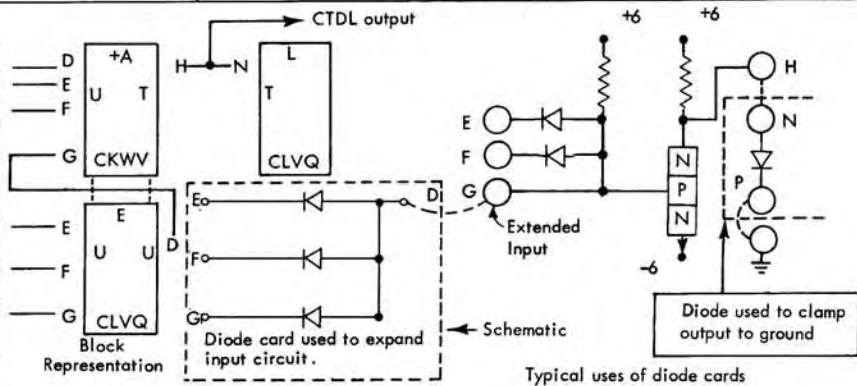 CTDL output
D
E
F
G
+A
U T
CKWV
H N
L
T
CLVQ
E
F
G
E
U U
CLVQ
D
Block
Representation
E
F
G
D
Diode card used to expand
input circuit.
Schematic
+6 +6
E
F
G
Extended
Input
N
P
N
-6
H
N
P
Diode used to clamp
output to ground
Typical uses of diode cards